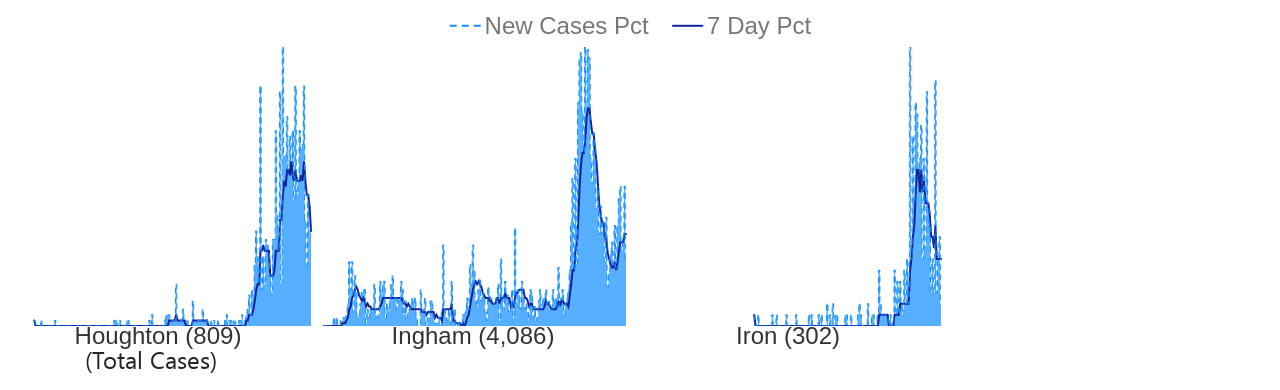 New Cases Pct 7 Day Pct
Houghton (809) Ingham (4,086) Iron (302)
(Total Cases)